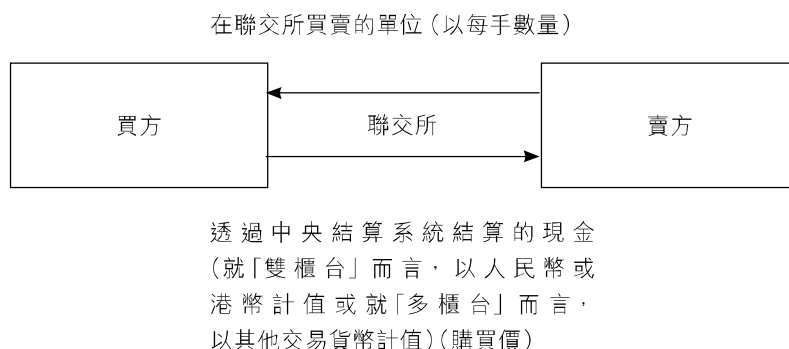 在聯交所買賣的單位（以每手數量）
買方
聯交所
賣方
透過中央結算系統結算的現金
（就「雙櫃台」而言，以人民幣或
港幣計值或就「多櫃台」而言，
以其他交易貨幣計值）（購買價）